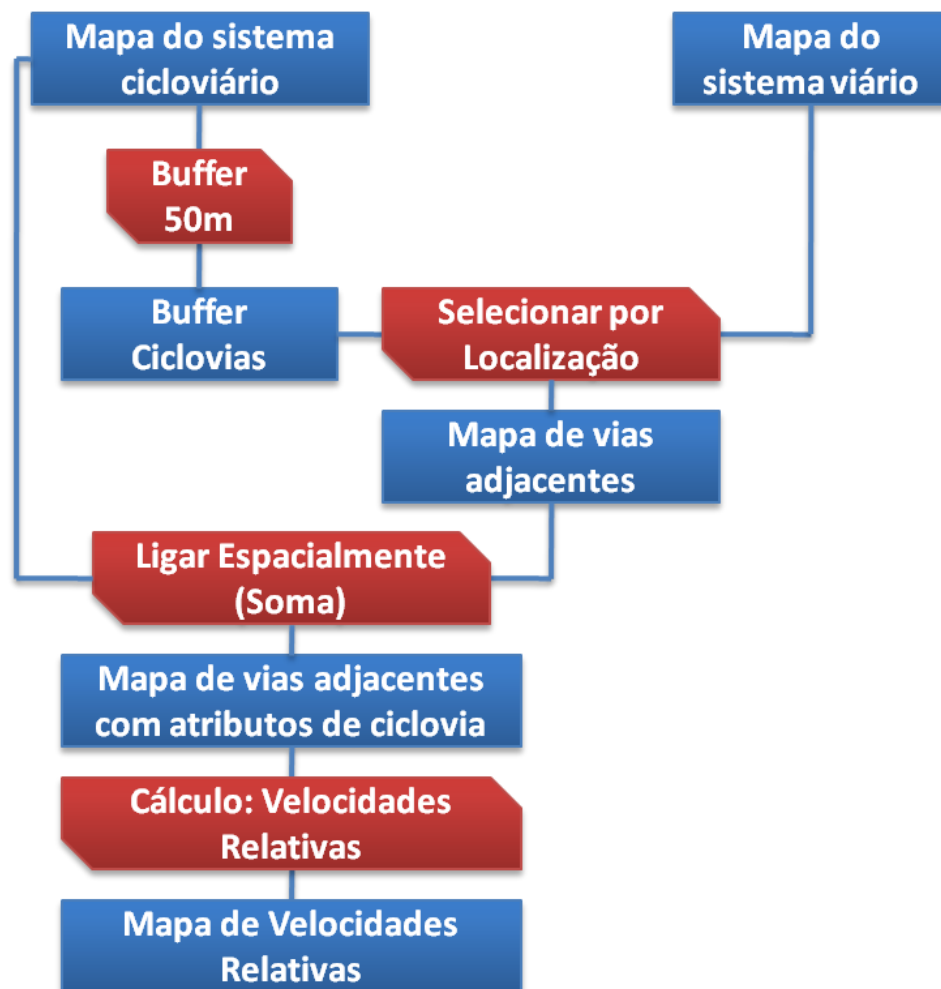 Mapa do sistema
cicloviário
Mapa do
sistema viário
Buffer
50m
Buffer
Ciclovias
Selecionar por
Localização
Mapa de vias
adjacentes
Ligar Espacialmente
(Soma)
Mapa de vias adjacentes
com atributos de ciclovia
Cálculo: Velocidades
Relativas
Mapa de Velocidades
Relativas